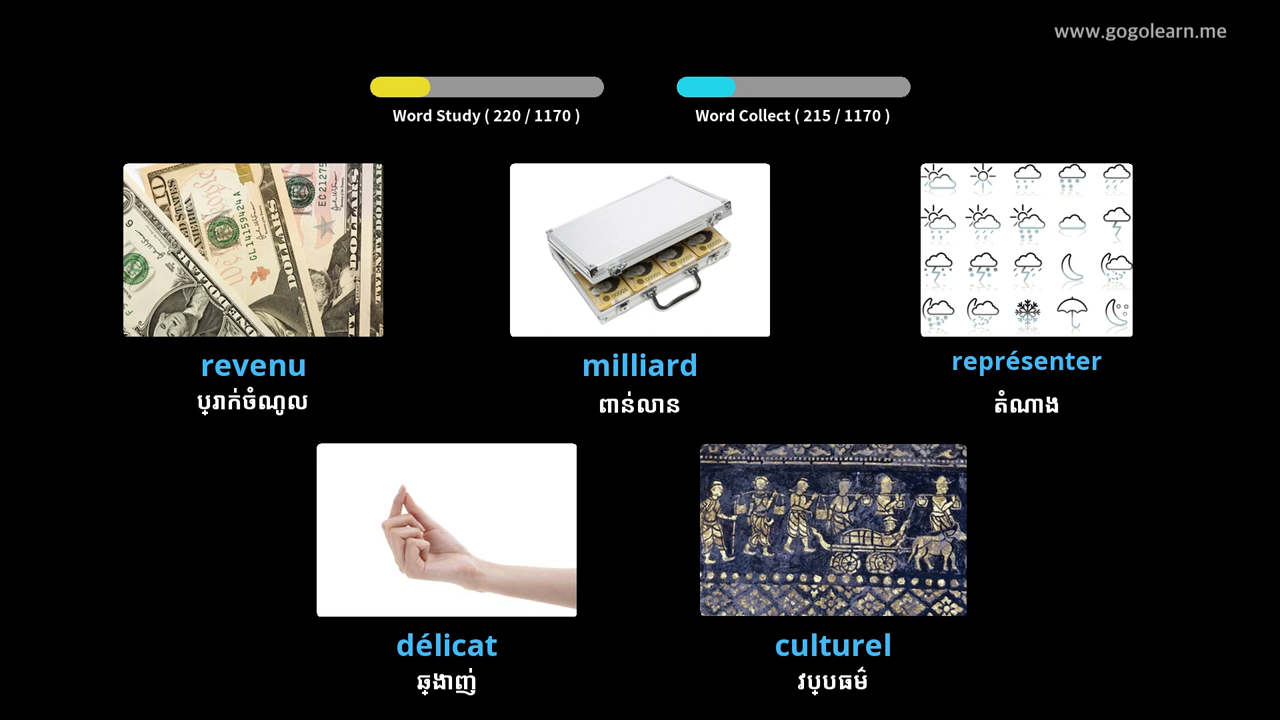 www.gogolearn.me
Word Study ( 220 / 1170 )
Word Collect ( 215 / 1170 )
revenu
ប្រាក់ចំណូល
milliard
ពាន់លាន
représenter
តំណាង
délicat
ឆ្ងាញ់
culturel
វប្បធម៌